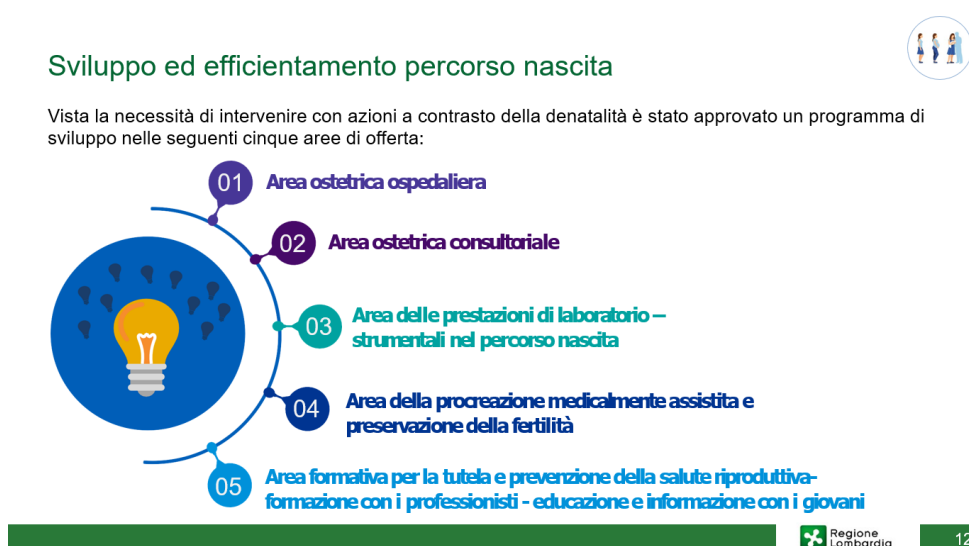 Sviluppo ed efficientamento percorso nascita
Vista la necessità di intervenire con azioni a contrasto della denatalità è stato approvato un programma di
sviluppo nelle seguenti cinque aree di offerta:
01 Area ostetrica ospedaliera
02 Area ostetrica consultoriale
03 Area delle prestazioni di laboratorio –
strumentali nel percorso nascita
04 Area della procreazione medicalmente assistita e
preservazione della fertilità
05 Area formativa per la tutela e prevenzione della salute riproduttiva-
formazione con i professisti - educazione e informazione con i giovani
Regione
Lombardia
12